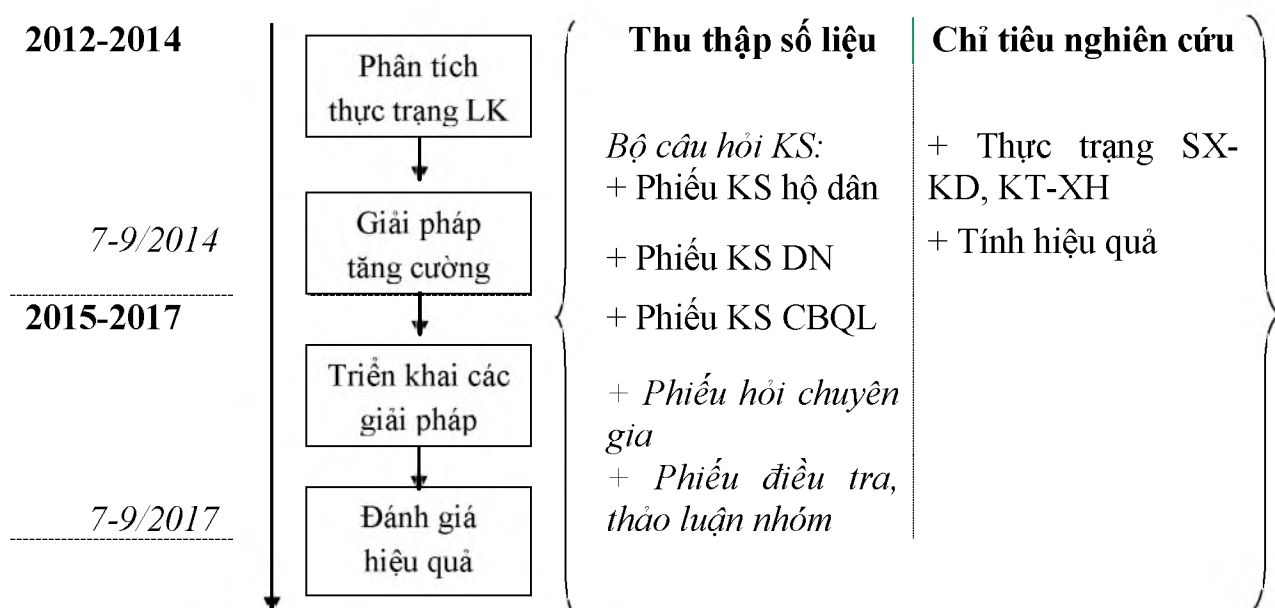 2012-2014
7-9/2014
2015-2017
7-9/2017
Phân tích
thực trạng LK
Giải pháp
tăng cường
Triển khai các
giải pháp
Đánh giá
hiệu quả
Thu thập số liệu
Bộ câu hỏi KS:
+ Phiếu KS hộ dân
+ Phiếu KS DN
+ Phiếu KS CBQL
+ Phiếu hỏi chuyên
gia
+ Phiếu điều tra,
thảo luận nhóm
Chỉ tiêu nghiên cứu
+ Thực trạng SX-
KD, KT-XH
+ Tính hiệu quả